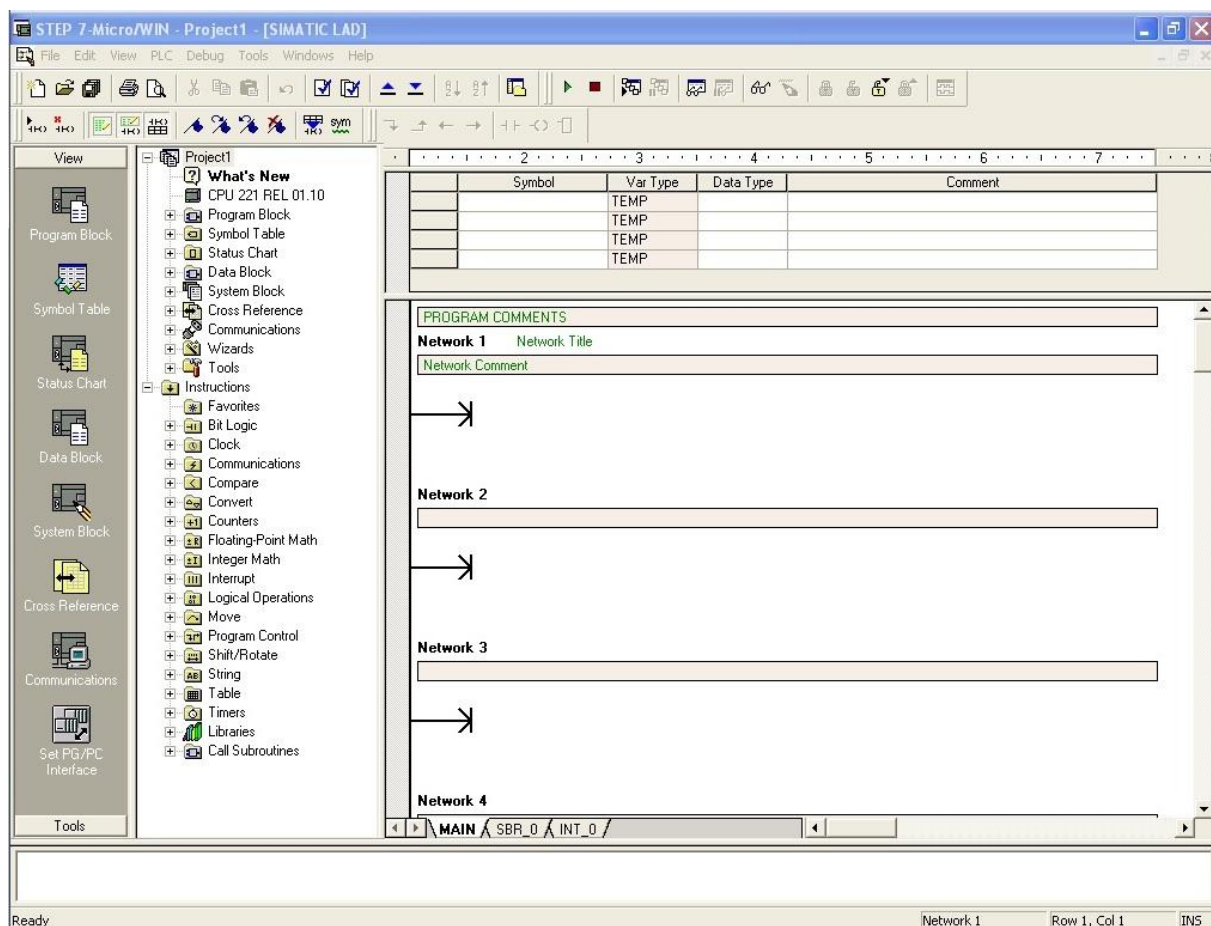 STEP 7-Micro/WIN - Project1 - [SIMATIC LAD]
File Edit View PLC Debug Tools Windows Help
View
Program Block
Symbol Table
Status Chart
Data Block
System Block
Cross Reference
Communications
Set PG/PC
Interface
Tools
Project1
What's New
CPU 221 REL 01.10
Program Block
Symbol Table
Status Chart
Data Block
System Block
Cross Reference
Communications
Wizards
Tools
Instructions
Favorites
Bit Logic
Clock
Communications
Compare
Convert
Counters
Floating-Point Math
Integer Math
Interrupt
Logical Operations
Move
Program Control
Shift/Rotate
String
Table
Timers
Libraries
Call Subroutines
2 3 4 5 6 7
Symbol Var Type Data Type Comment
TEMP
TEMP
TEMP
TEMP
PROGRAM COMMENTS
Network 1 Network Title
Network Comment
Network 2
Network 3
Network 4
MAIN SBR_0 INT_0
Ready Network 1 Row 1, Col 1 INS